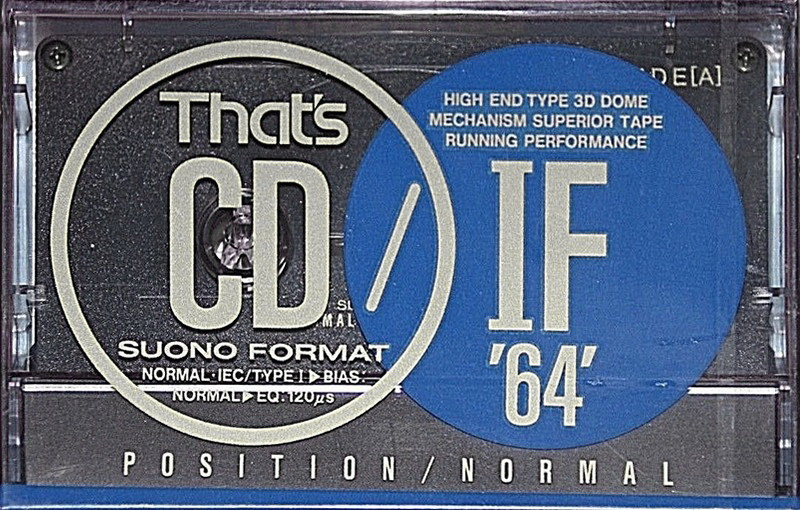 That's
CD/IF
'64'
HIGH END TYPE 3D DOME
MECHANISM SUPERIOR TAPE
RUNNING PERFORMANCE
DE[A]
SUONO FORMAT
NORMAL·IEC/TYPE I▶BIAS:
NORMAL▶EQ:120μs
POSITION/NORMAL